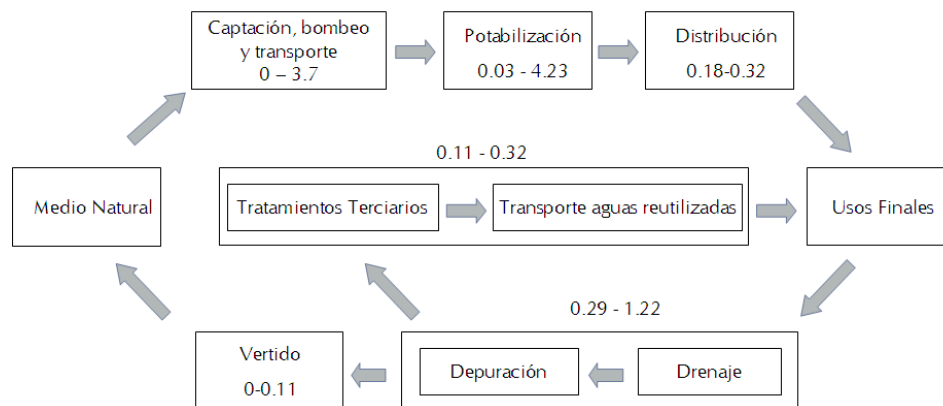 Captación, bombeo
y transporte
0 – 3.7
Potabilización
0.03 - 4.23
Distribución
0.18-0.32
0.11 - 0.32
Medio Natural
Tratamientos Terciarios
Transporte aguas reutilizadas
Usos Finales
0.29 - 1.22
Vertido
0-0.11
Depuración
Drenaje